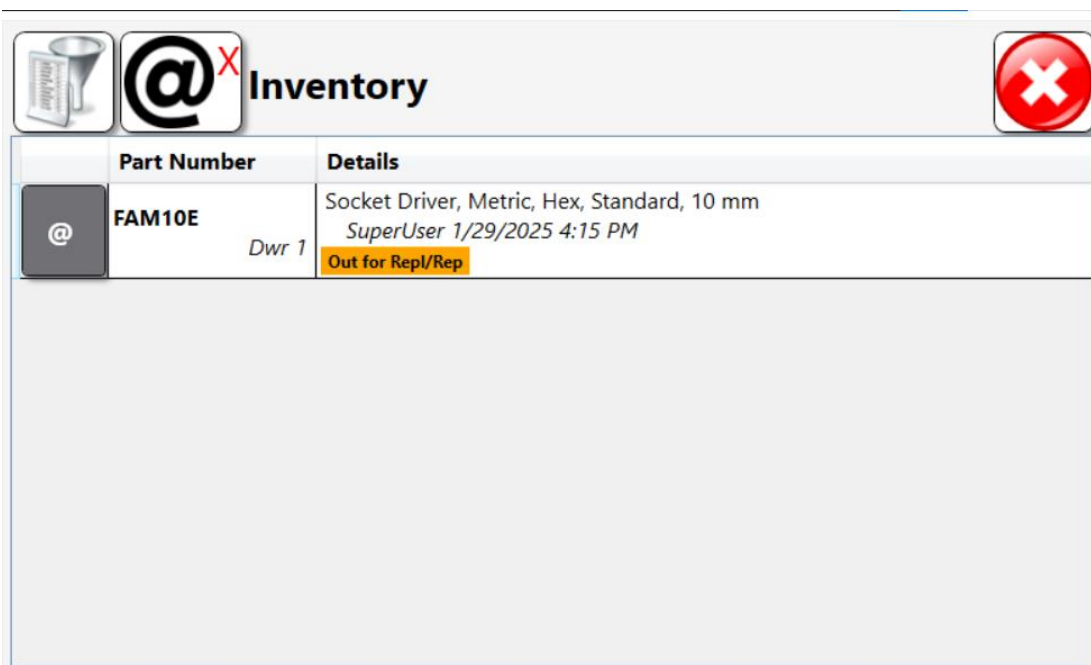 @X Inventory
Part Number Details
@ FAM10E Dwr 1
Socket Driver, Metric, Hex, Standard, 10 mm
SuperUser 1/29/2025 4:15 PM
Out for Repl/Rep